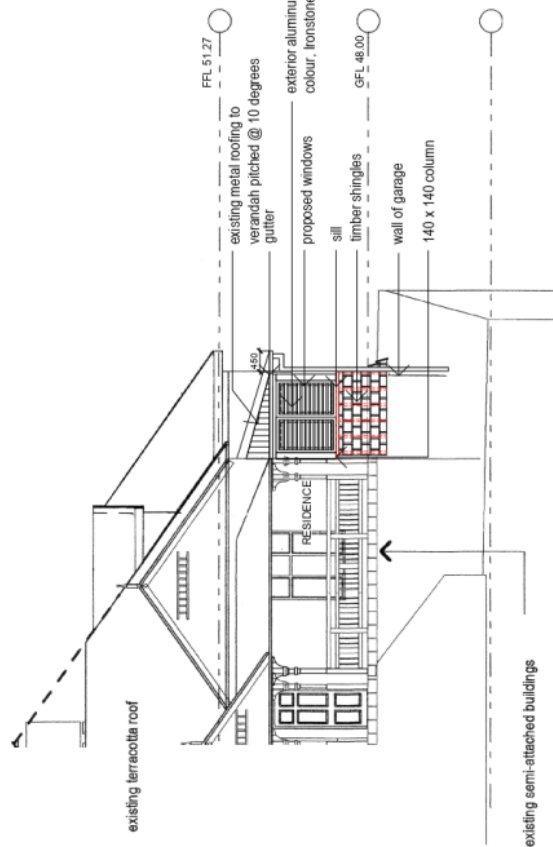 FFL 51.27
existing metal roofing to
verandah pitched @ 10 degrees
gutter
exterior aluminu
colour, Ironstone
proposed windows
sill
timber shingles
GFL 48.00
wall of garage
140 x 140 column
450
RESIDENCE
existing terracotta roof
existing semi-attached buildings